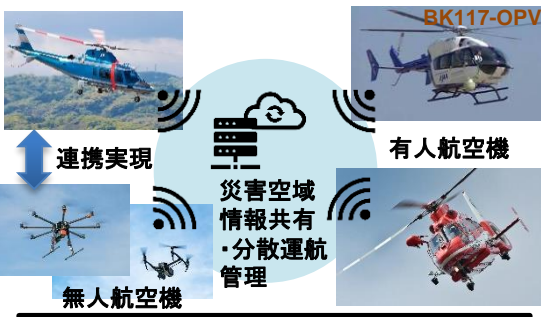 BK117-OPV
連携実現
有人航空機
災害空域
情報共有
・分散運航
管理
無人航空機